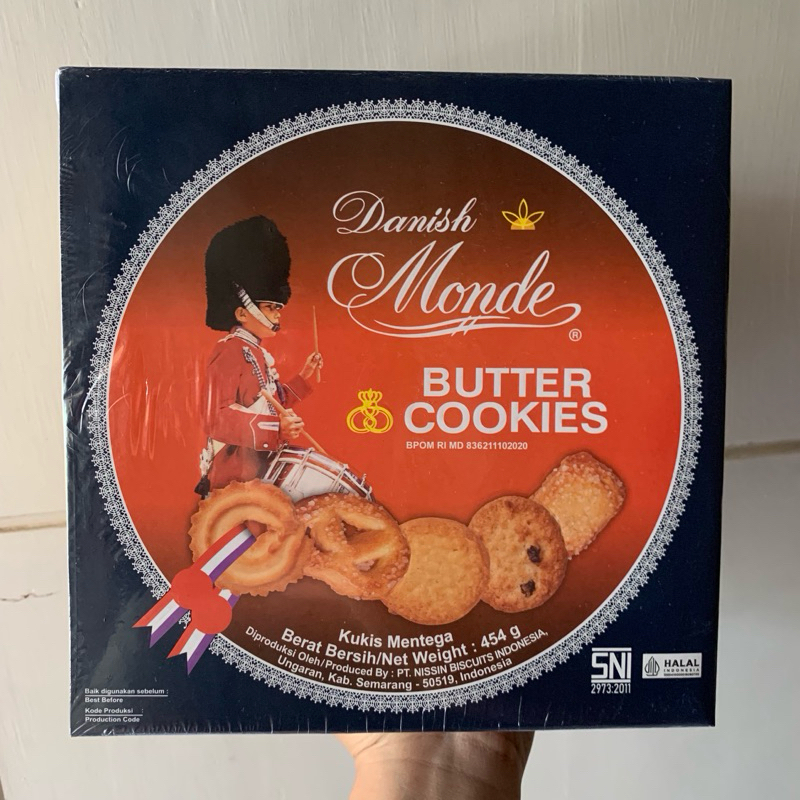 Danish
Monde
®
BUTTER
COOKIES
BPOM RI MD 836211102020
Kukis Mentega
Berat Bersih/Net Weight : 454 g
Diproduksi Oleh/Produced By : PT. NISSIN BISCUITS INDONESIA,
Ungaran, Kab. Semarang - 50519, Indonesia
Baik digunakan sebelum :
Best Before
Kode Produksi :
Production Code
SNI
2973:2011
HALAL
INDONESIA